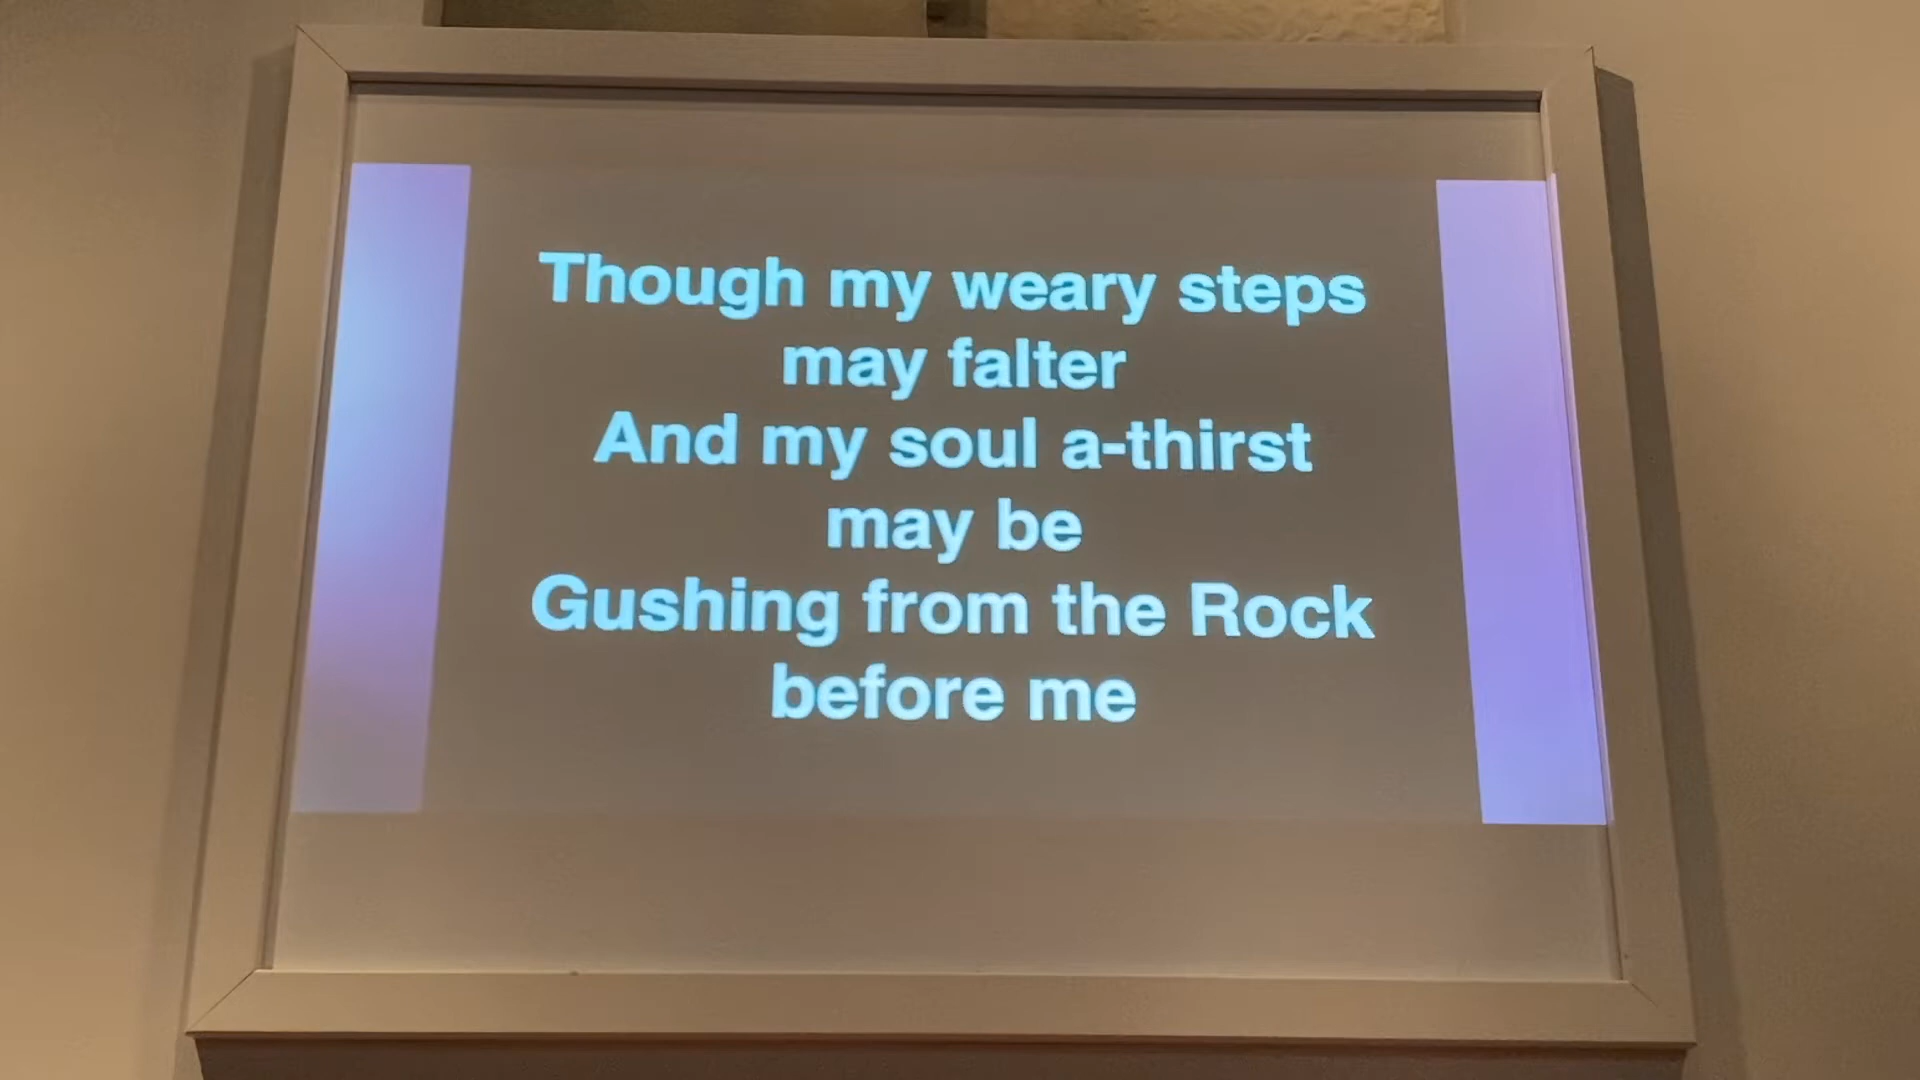 Though my weary steps
may falter
And my soul a-thirst
may be
Gushing from the Rock
before me